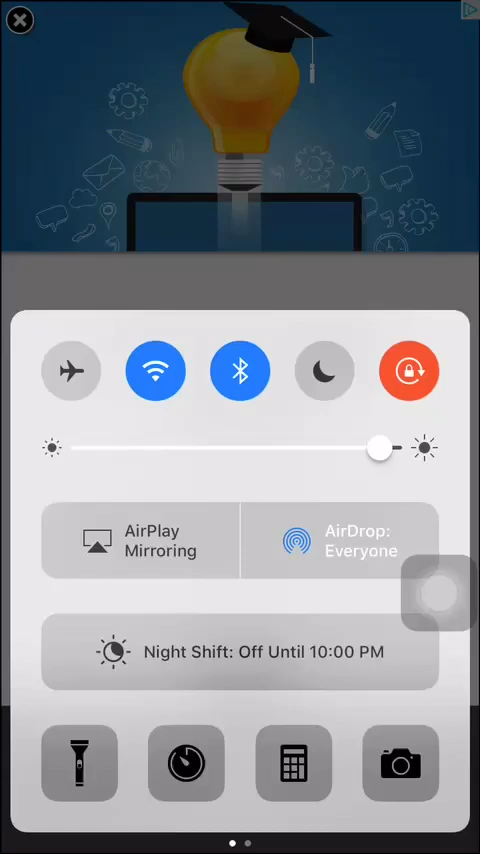 AirPlay
Mirroring
AirDrop:
Everyone
Night Shift: Off Until 10:00 PM